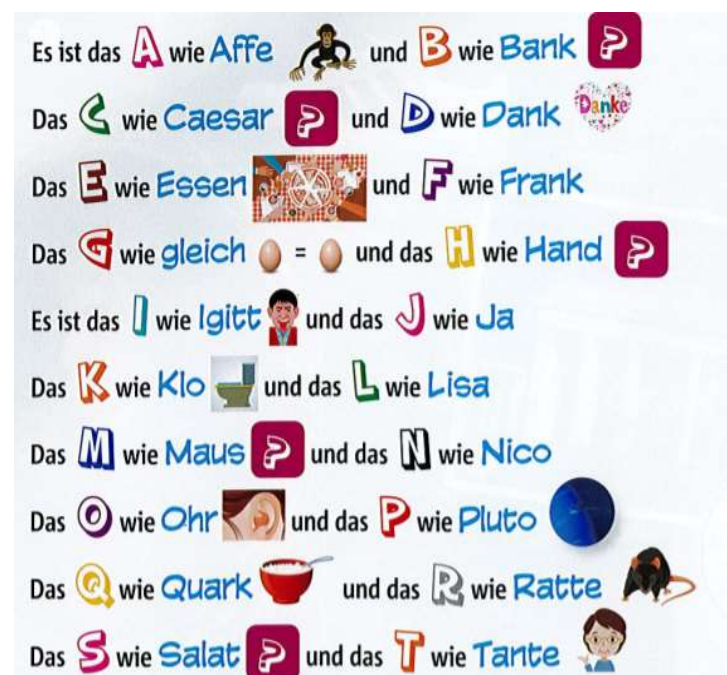 Es ist das A wie Affe und B wie Bank ?
Das C wie Caesar ? und D wie Dank Danke
Das E wie Essen und F wie Frank
Das G wie gleich = und das H wie Hand ?
Es ist das I wie Igitt und das J wie Ja
Das K wie Klo und das L wie Lisa
Das M wie Maus ? und das N wie Nico
Das O wie Ohr und das P wie Pluto
Das Q wie Quark und das R wie Ratte
Das S wie Salat ? und das T wie Tante